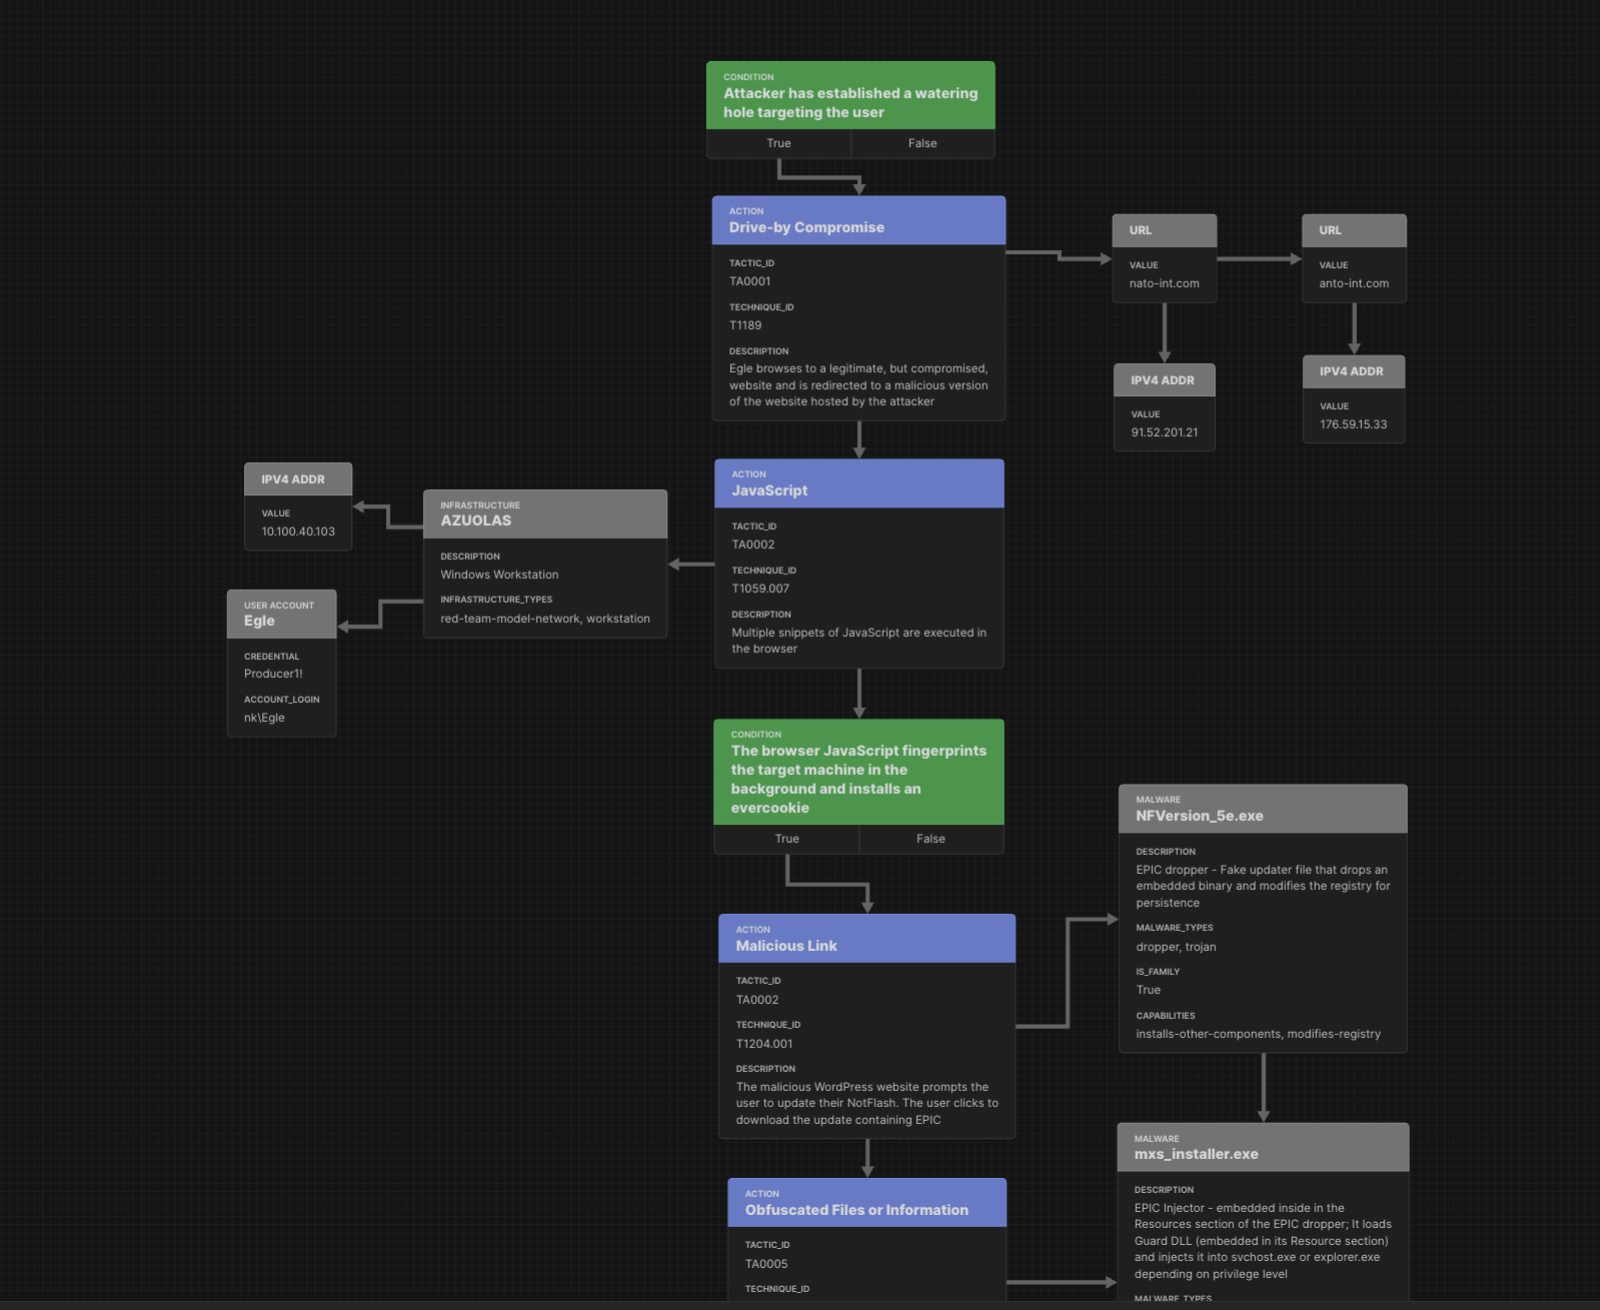 CONDITION
Attacker has established a watering
hole targeting the user
True
False
ACTION
Drive-by Compromise
TACTIC_ID
TA0001
TECHNIQUE_ID
T1189
DESCRIPTION
Egle browses to a legitimate, but compromised,
website and is redirected to a malicious version
of the website hosted by the attacker
URL
VALUE
nato-int.com
URL
VALUE
anto-int.com
IPV4 ADDR
VALUE
91.52.201.21
IPV4 ADDR
VALUE
176.59.15.33
ACTION
JavaScript
TACTIC_ID
TA0002
TECHNIQUE_ID
T1059.007
DESCRIPTION
Multiple snippets of JavaScript are executed in
the browser
INFRASTRUCTURE
AZUOLAS
DESCRIPTION
Windows Workstation
INFRASTRUCTURE_TYPES
red-team-model-network, workstation
IPV4 ADDR
VALUE
10.100.40.103
USER ACCOUNT
Egle
CREDENTIAL
Producer1!
ACCOUNT_LOGIN
nk\Egle
CONDITION
The browser JavaScript fingerprints
the target machine in the
background and installs an
evercookie
True
False
ACTION
Malicious Link
TACTIC_ID
TA0002
TECHNIQUE_ID
T1204.001
DESCRIPTION
The malicious WordPress website prompts the
user to update their NotFlash. The user clicks to
download the update containing EPIC
MALWARE
NFVersion_5e.exe
DESCRIPTION
EPIC dropper - Fake updater file that drops an
embedded binary and modifies the registry for
persistence
MALWARE_TYPES
dropper, trojan
IS_FAMILY
True
CAPABILITIES
installs-other-components, modifies-registry
ACTION
Obfuscated Files or Information
TACTIC_ID
TA0005
TECHNIQUE_ID
MALWARE
mxs_installer.exe
DESCRIPTION
EPIC Injector - embedded inside in the
Resources section of the EPIC dropper; It loads
Guard DLL (embedded in its Resource section)
and injects it into svchost.exe or explorer.exe
depending on privilege level
MALWARE_TYPES